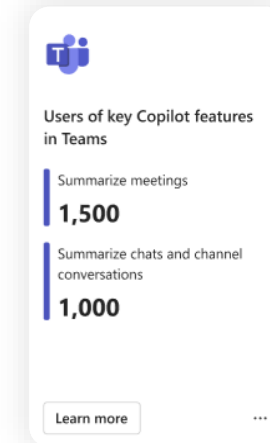 Users of key Copilot features
in Teams
Summarize meetings
1,500
Summarize chats and channel
conversations
1,000
Learn more
...